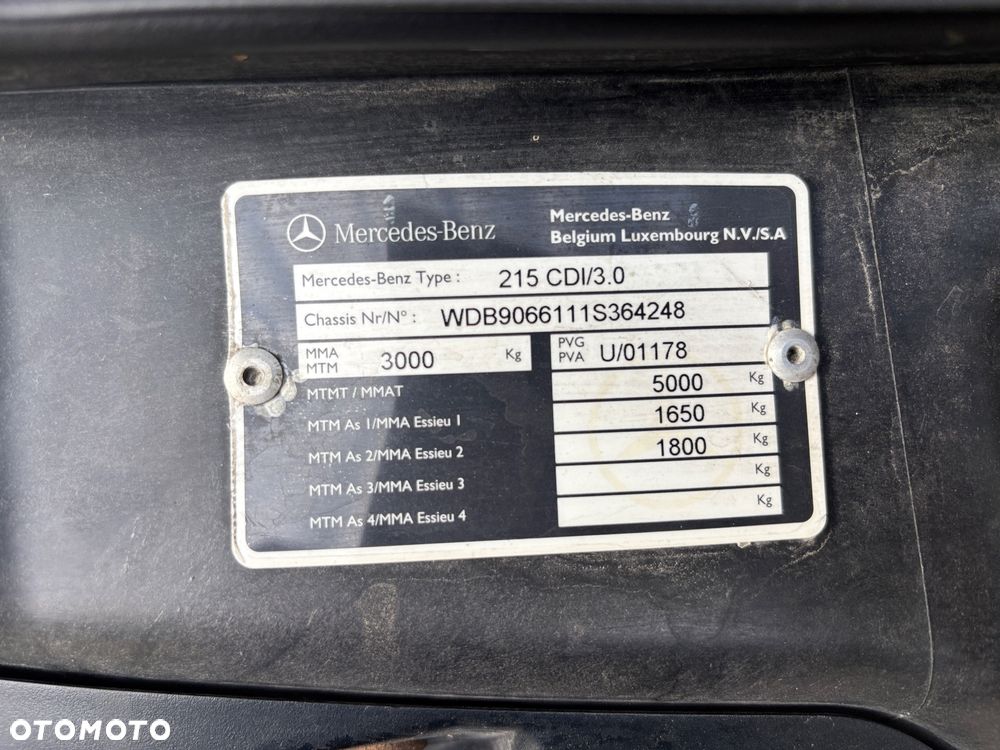 Mercedes-Benz
Mercedes-Benz
Belgium Luxembourg N.V./S.A
Mercedes-Benz Type : 215 CDI/3.0
Chassis Nr/N° : WDB9066111S364248
MMA
MTM 3000 Kg
PVG
PVA U/01178
MTMT / MMAT 5000 Kg
MTM As 1/MMA Essieu 1 1650 Kg
MTM As 2/MMA Essieu 2 1800 Kg
MTM As 3/MMA Essieu 3 Kg
MTM As 4/MMA Essieu 4 Kg
OTOMOTO